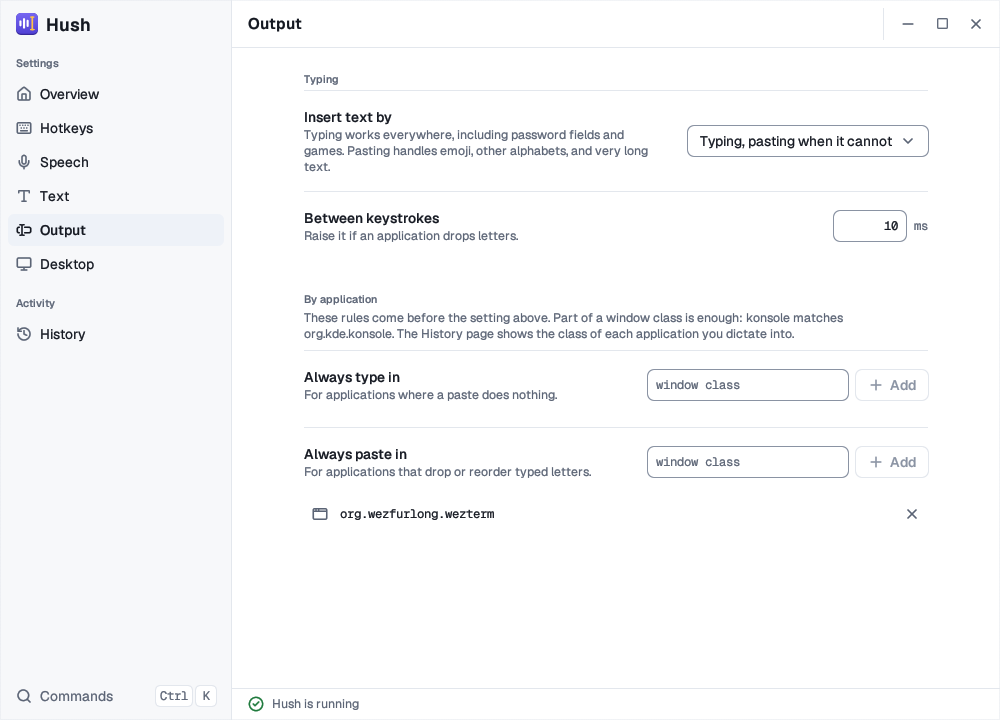 Hush
Settings
Overview
Hotkeys
Speech
Text
Output
Desktop
Activity
History
Commands
Ctrl K
Output
Typing
Insert text by
Typing works everywhere, including password fields and
games. Pasting handles emoji, other alphabets, and very long
text.
Typing, pasting when it cannot
Between keystrokes
Raise it if an application drops letters.
10 ms
By application
These rules come before the setting above. Part of a window class is enough: konsole matches
org.kde.konsole. The History page shows the class of each application you dictate into.
Always type in
For applications where a paste does nothing.
window class
Add
Always paste in
For applications that drop or reorder typed letters.
window class
Add
org.wezfurlong.wezterm
Hush is running